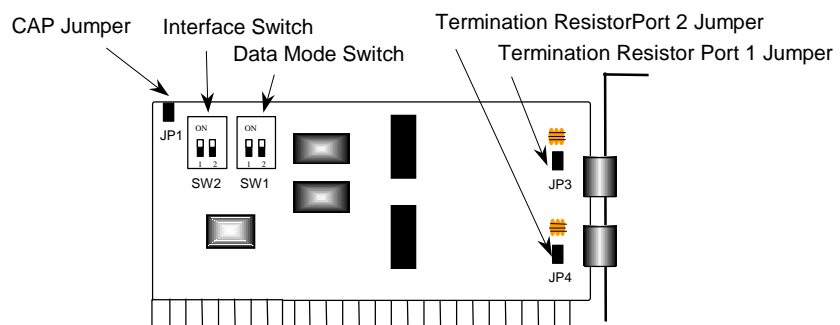 Termination ResistorPort 2 Jumper
CAP Jumper
Interface Switch
Data Mode Switch
Termination Resistor Port 1 Jumper
JP1
ON
1 2
SW2
ON
1 2
SW1
JP3
JP4